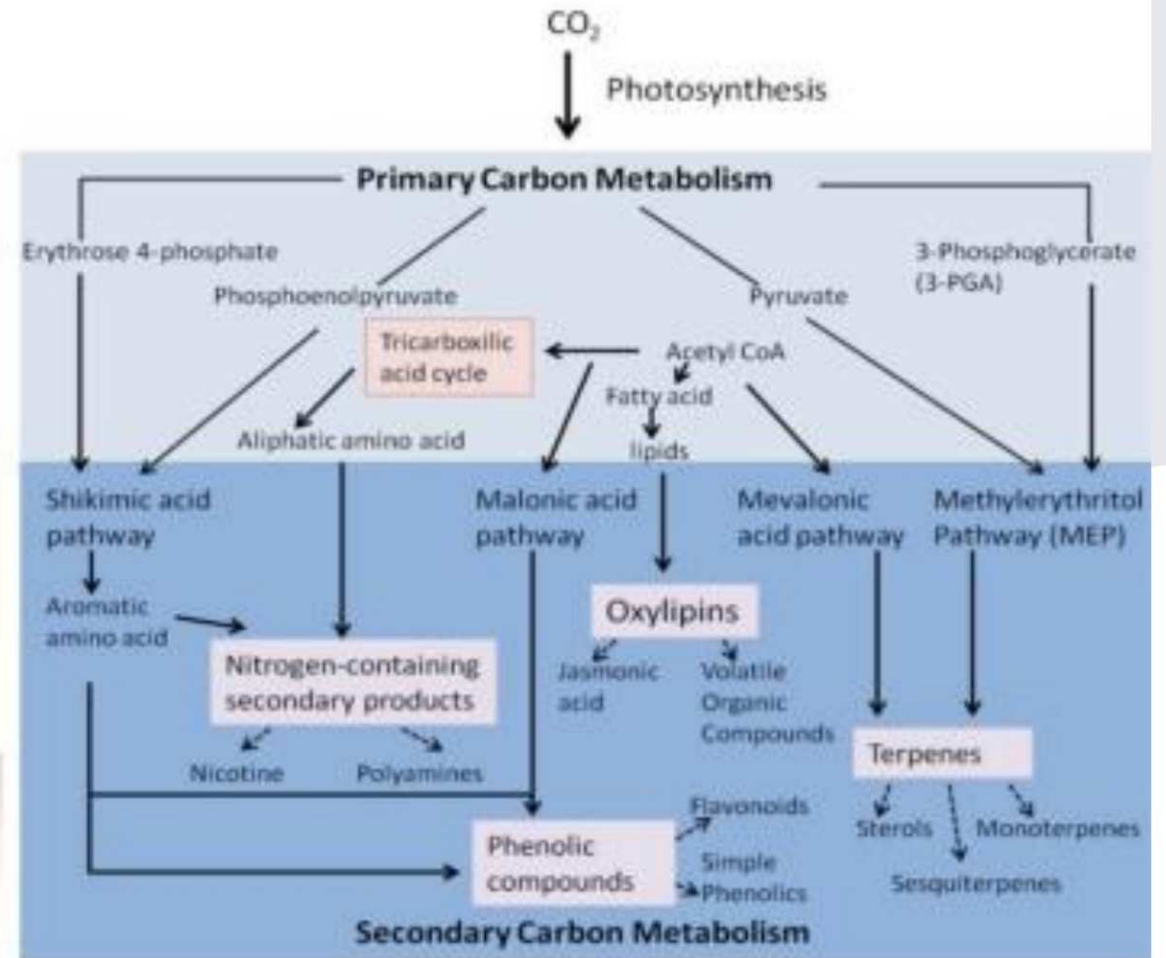 CO₂
Photosynthesis
Primary Carbon Metabolism
Erythrose 4-phosphate
3-Phosphoglycerate
(3-PGA)
Phosphoenolpyruvate
Pyruvate
Tricarboxilic
acid cycle
Acetyl CoA
Fatty acid
Aliphatic amino acid
lipids
Shikimic acid
pathway
Malonic acid
pathway
Mevalonic
acid pathway
Methylerythritol
Pathway (MEP)
Aromatic
amino acid
Oxylipins
Nitrogen-containing
secondary products
Jasmonic
acid
Volatile
Organic
Compounds
Terpenes
Nicotine
Polyamines
Flavonoids
Sterols
Monoterpenes
Phenolic
compounds
Simple
Phenolics
Sesquiterpenes
Secondary Carbon Metabolism